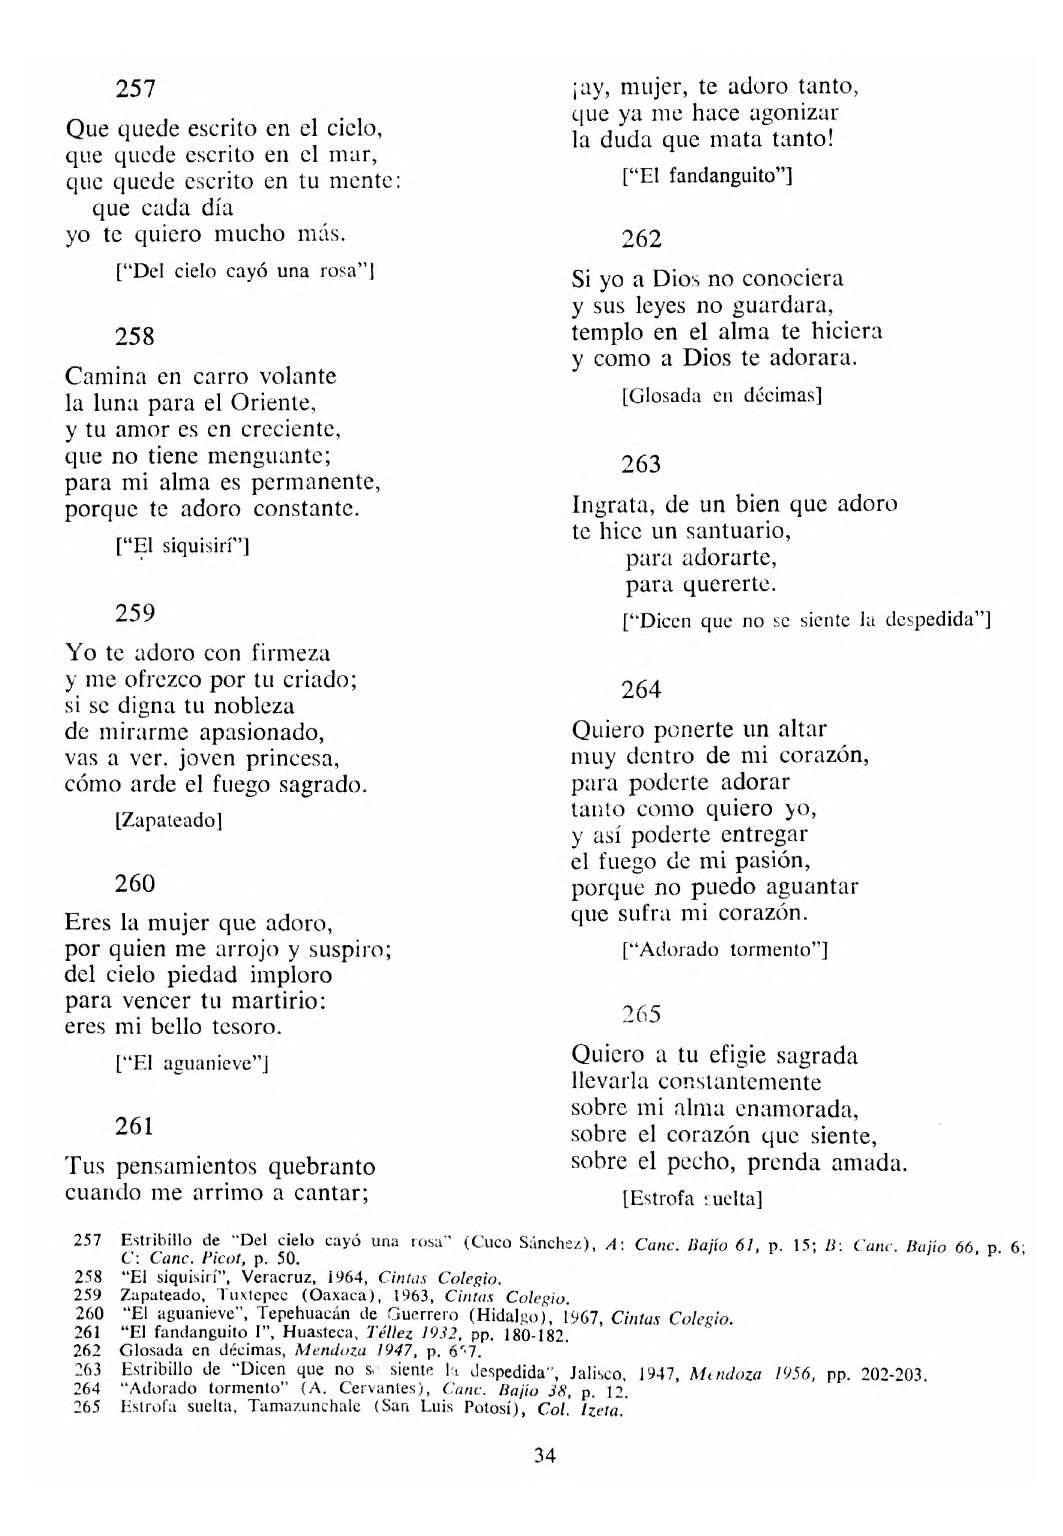 257
Que quede escrito en el cielo,
que quede escrito en el mar,
que quede escrito en tu mente:
que cada día
yo te quiero mucho más.
["Del cielo cayó una rosa"]
258
Camina en carro volante
la luna para el Oriente,
y tu amor es en creciente,
que no tiene menguante;
para mi alma es permanente,
porque te adoro constante.
["El siquisirí"]
259
Yo te adoro con firmeza
y me ofrezco por tu criado;
si se digna tu nobleza
de mirarme apasionado,
vas a ver. joven princesa,
cómo arde el fuego sagrado.
[Zapateado]
260
Eres la mujer que adoro,
por quien me arrojo y suspiro;
del cielo piedad imploro
para vencer tu martirio:
eres mi bello tesoro.
["El aguanieve"]
261
Tus pensamientos quebranto
cuando me arrimo a cantar;
¡ay, mujer, te adoro tanto,
que ya me hace agonizar
la duda que mata tanto!
["El fandanguito"]
262
Si yo a Dios no conociera
y sus leyes no guardara,
templo en el alma te hiciera
y como a Dios te adorara.
[Glosada en décimas]
263
Ingrata, de un bien que adoro
te hice un santuario,
para adorarte,
para quererte.
["Dicen que no se siente la despedida"]
264
Quiero ponerte un altar
muy dentro de mi corazón,
para poderte adorar
tanto como quiero yo,
y así poderte entregar
el fuego de mi pasión,
porque no puedo aguantar
que sufra mi corazón.
["Adorado tormento"]
265
Quiero a tu efigie sagrada
llevarla constantemente
sobre mi alma enamorada,
sobre el corazón que siente,
sobre el pecho, prenda amada.
[Estrofa suelta]
257 Estribillo de "Del cielo cayó una rosa" (Cuco Sánchez), A: Canc. Bajío 61, p. 15; B: Canc. Bajío 66, p. 6;
C: Canc. Picot, p. 50.
258 "El siquisirí", Veracruz, 1964, Cintas Colegio.
259 Zapateado, Tuxtepec (Oaxaca), 1963, Cintas Colegio.
260 "El aguanieve", Tepehuacán de Guerrero (Hidalgo), 1967, Cintas Colegio.
261 "El fandanguito I", Huasteca, Téllez 1932, pp. 180-182.
262 Glosada en décimas, Mendoza 1947, p.
263 Estribillo de "Dicen que no se siente la despedida", Jalisco, 1947, Mendoza 1956, pp. 202-203.
264 "Adorado tormento" (A. Cervantes), Canc. Bajío 38, p. 12.
265 Estrofa suelta, Tamazunchale (San Luis Potosí), Col. Izeta.
34